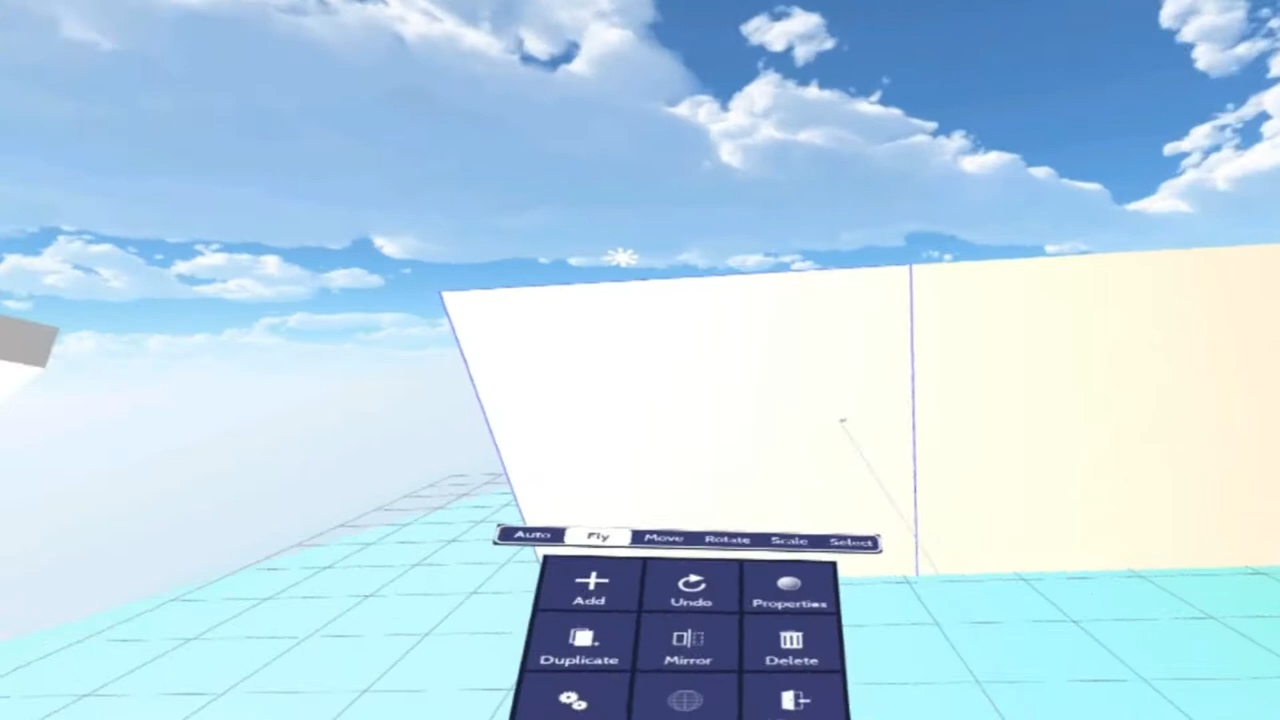 Auto Fly Move Rotate Scale Select
Add Undo Properties
Duplicate Mirror Delete